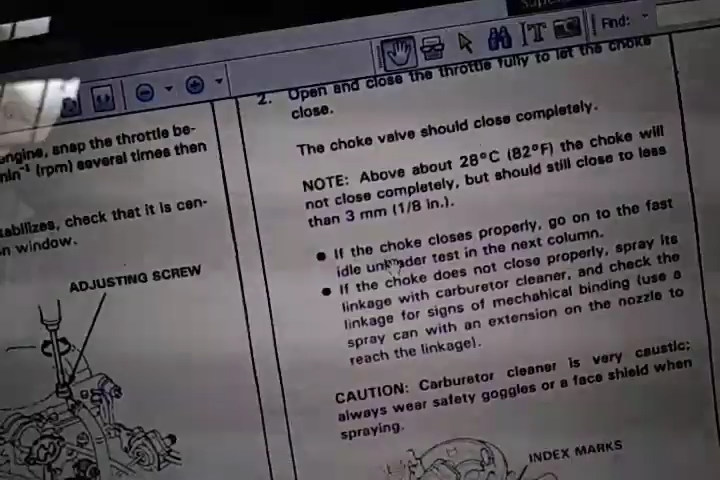 Find:
engine, snap the throttle be-
min⁻¹ (rpm) several times then
stabilizes, check that it is cen-
n window.
ADJUSTING SCREW
2. Open and close the throttle fully to let the choke
close.
The choke valve should close completely.
NOTE: Above about 28°C (82°F) the choke will
not close completely, but should still close to less
than 3 mm (1/8 in.).
● If the choke closes properly, go on to the fast
idle unloader test in the next column.
● If the choke does not close properly, spray its
linkage with carburetor cleaner, and check the
linkage for signs of mechanical binding (use a
spray can with an extension on the nozzle to
reach the linkage).
CAUTION: Carburetor cleaner is very caustic;
always wear safety goggles or a face shield when
spraying.
INDEX MARKS